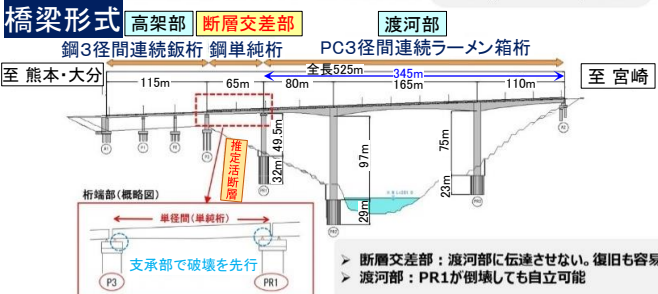 橋梁形式
高架部
断層交差部
渡河部
鋼3径間連続鈑桁
鋼単純桁
PC3径間連続ラーメン箱桁
至 熊本・大分
全長525m
345m
至 宮崎
115m
65m
80m
165m
110m
49.5m
32m
97m
29m
75m
23m
推定活断層
A1
P1
P2
P3
PR1
A2
桁端部(概略図)
単径間(単純桁)
支承部で破壊を先行
P3
PR1
➢ 断層交差部:渡河部に伝達させない。復旧も容易
➢ 渡河部:PR1が倒壊しても自立可能